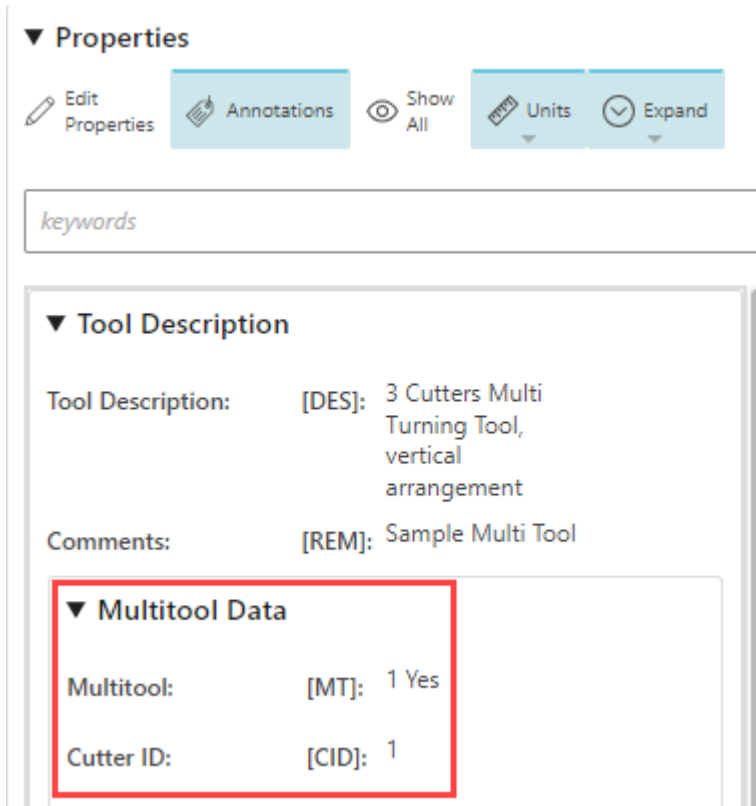 Properties
Edit Properties Annotations Show All Units Expand
keywords
Tool Description
Tool Description: [DES]: 3 Cutters Multi
Turning Tool,
vertical
arrangement
Comments: [REM]: Sample Multi Tool
Multitool Data
Multitool: [MT]: 1 Yes
Cutter ID: [CID]: 1